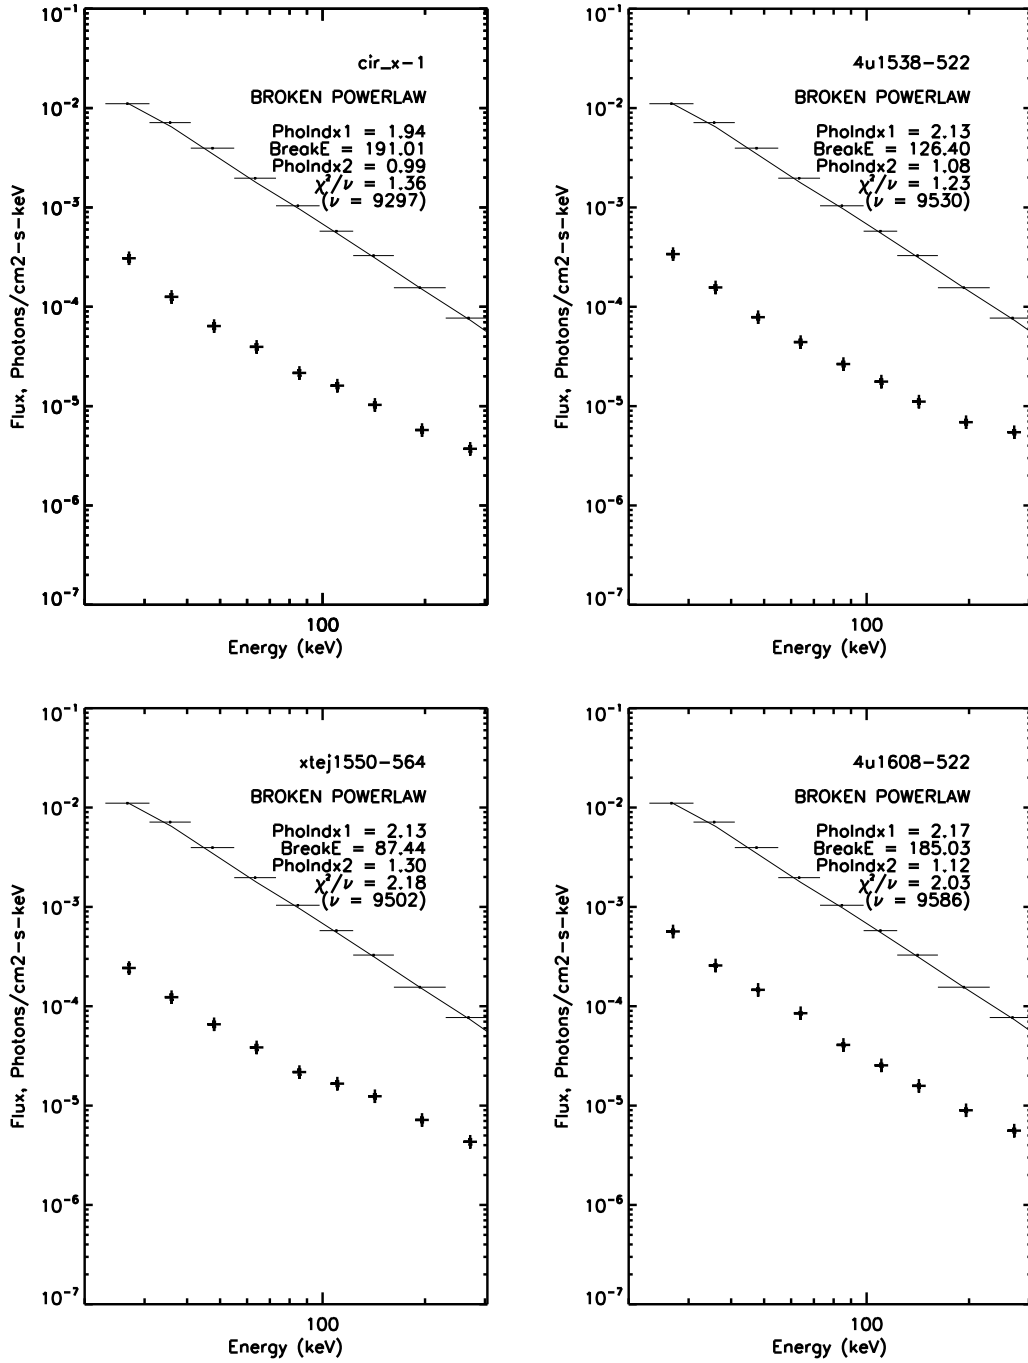 cir_x-1
BROKEN POWERLAW
PhoIndx1 = 1.94
BreakE = 191.01
PhoIndx2 = 0.99
χ²/ν = 1.36
(ν = 9297)
10⁻¹
10⁻²
10⁻³
10⁻⁴
10⁻⁵
10⁻⁶
10⁻⁷
Flux, Photons/cm2-s-keV
100
Energy (keV)
4u1538-522
BROKEN POWERLAW
PhoIndx1 = 2.13
BreakE = 126.40
PhoIndx2 = 1.08
χ²/ν = 1.23
(ν = 9530)
10⁻¹
10⁻²
10⁻³
10⁻⁴
10⁻⁵
10⁻⁶
10⁻⁷
Flux, Photons/cm2-s-keV
100
Energy (keV)
xtej1550-564
BROKEN POWERLAW
PhoIndx1 = 2.13
BreakE = 87.44
PhoIndx2 = 1.30
χ²/ν = 2.18
(ν = 9502)
10⁻¹
10⁻²
10⁻³
10⁻⁴
10⁻⁵
10⁻⁶
10⁻⁷
Flux, Photons/cm2-s-keV
100
Energy (keV)
4u1608-522
BROKEN POWERLAW
PhoIndx1 = 2.17
BreakE = 185.03
PhoIndx2 = 1.12
χ²/ν = 2.03
(ν = 9586)
10⁻¹
10⁻²
10⁻³
10⁻⁴
10⁻⁵
10⁻⁶
10⁻⁷
Flux, Photons/cm2-s-keV
100
Energy (keV)